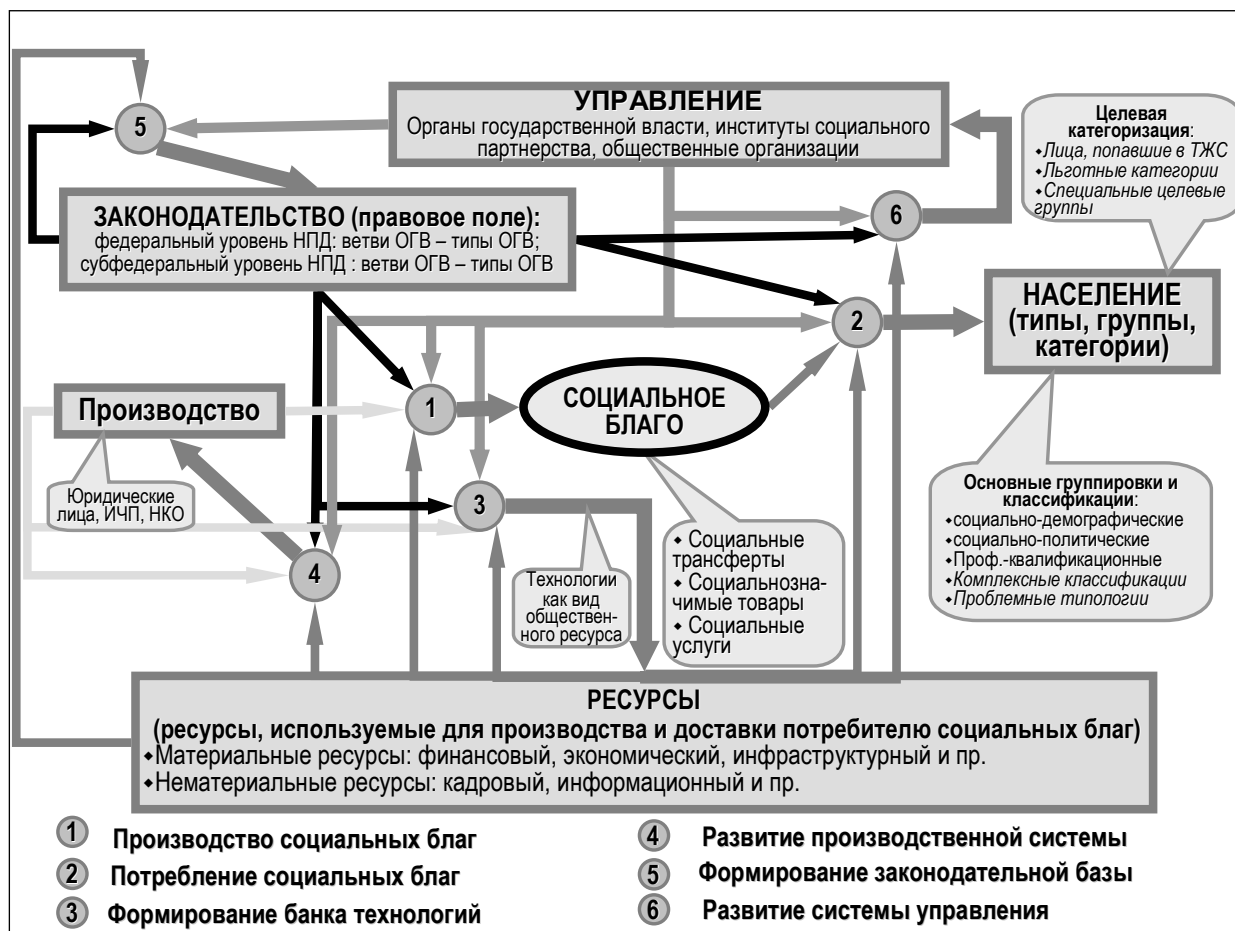 УПРАВЛЕНИЕ
Органы государственной власти, институты социального
партнерства, общественные организации
5
Целевая
категоризация:
Лица, попавшие в ТЖС
Льготные категории
Специальные целевые
группы
ЗАКОНОДАТЕЛЬСТВО (правовое поле):
федеральный уровень НПД: ветви ОГВ – типы ОГВ;
субфедеральный уровень НПД : ветви ОГВ – типы ОГВ
6
НАСЕЛЕНИЕ
(типы, группы,
категории)
2
Производство
1
СОЦИАЛЬНОЕ
БЛАГО
Юридические
лица, ИЧП, НКО
3
4
Основные группировки и
классификации:
социально-демографические
социально-политические
Проф.-квалификационные
Комплексные классификации
Проблемные типологии
Технологии
как вид
обществен-
ного ресурса
Социальные
трансферты
Социальнозна-
чимые товары
Социальные
услуги
РЕСУРСЫ
(ресурсы, используемые для производства и доставки потребителю социальных благ)
Материальные ресурсы: финансовый, экономический, инфраструктурный и пр.
Нематериальные ресурсы: кадровый, информационный и пр.
1 Производство социальных благ
2 Потребление социальных благ
3 Формирование банка технологий
4 Развитие производственной системы
5 Формирование законодательной базы
6 Развитие системы управления